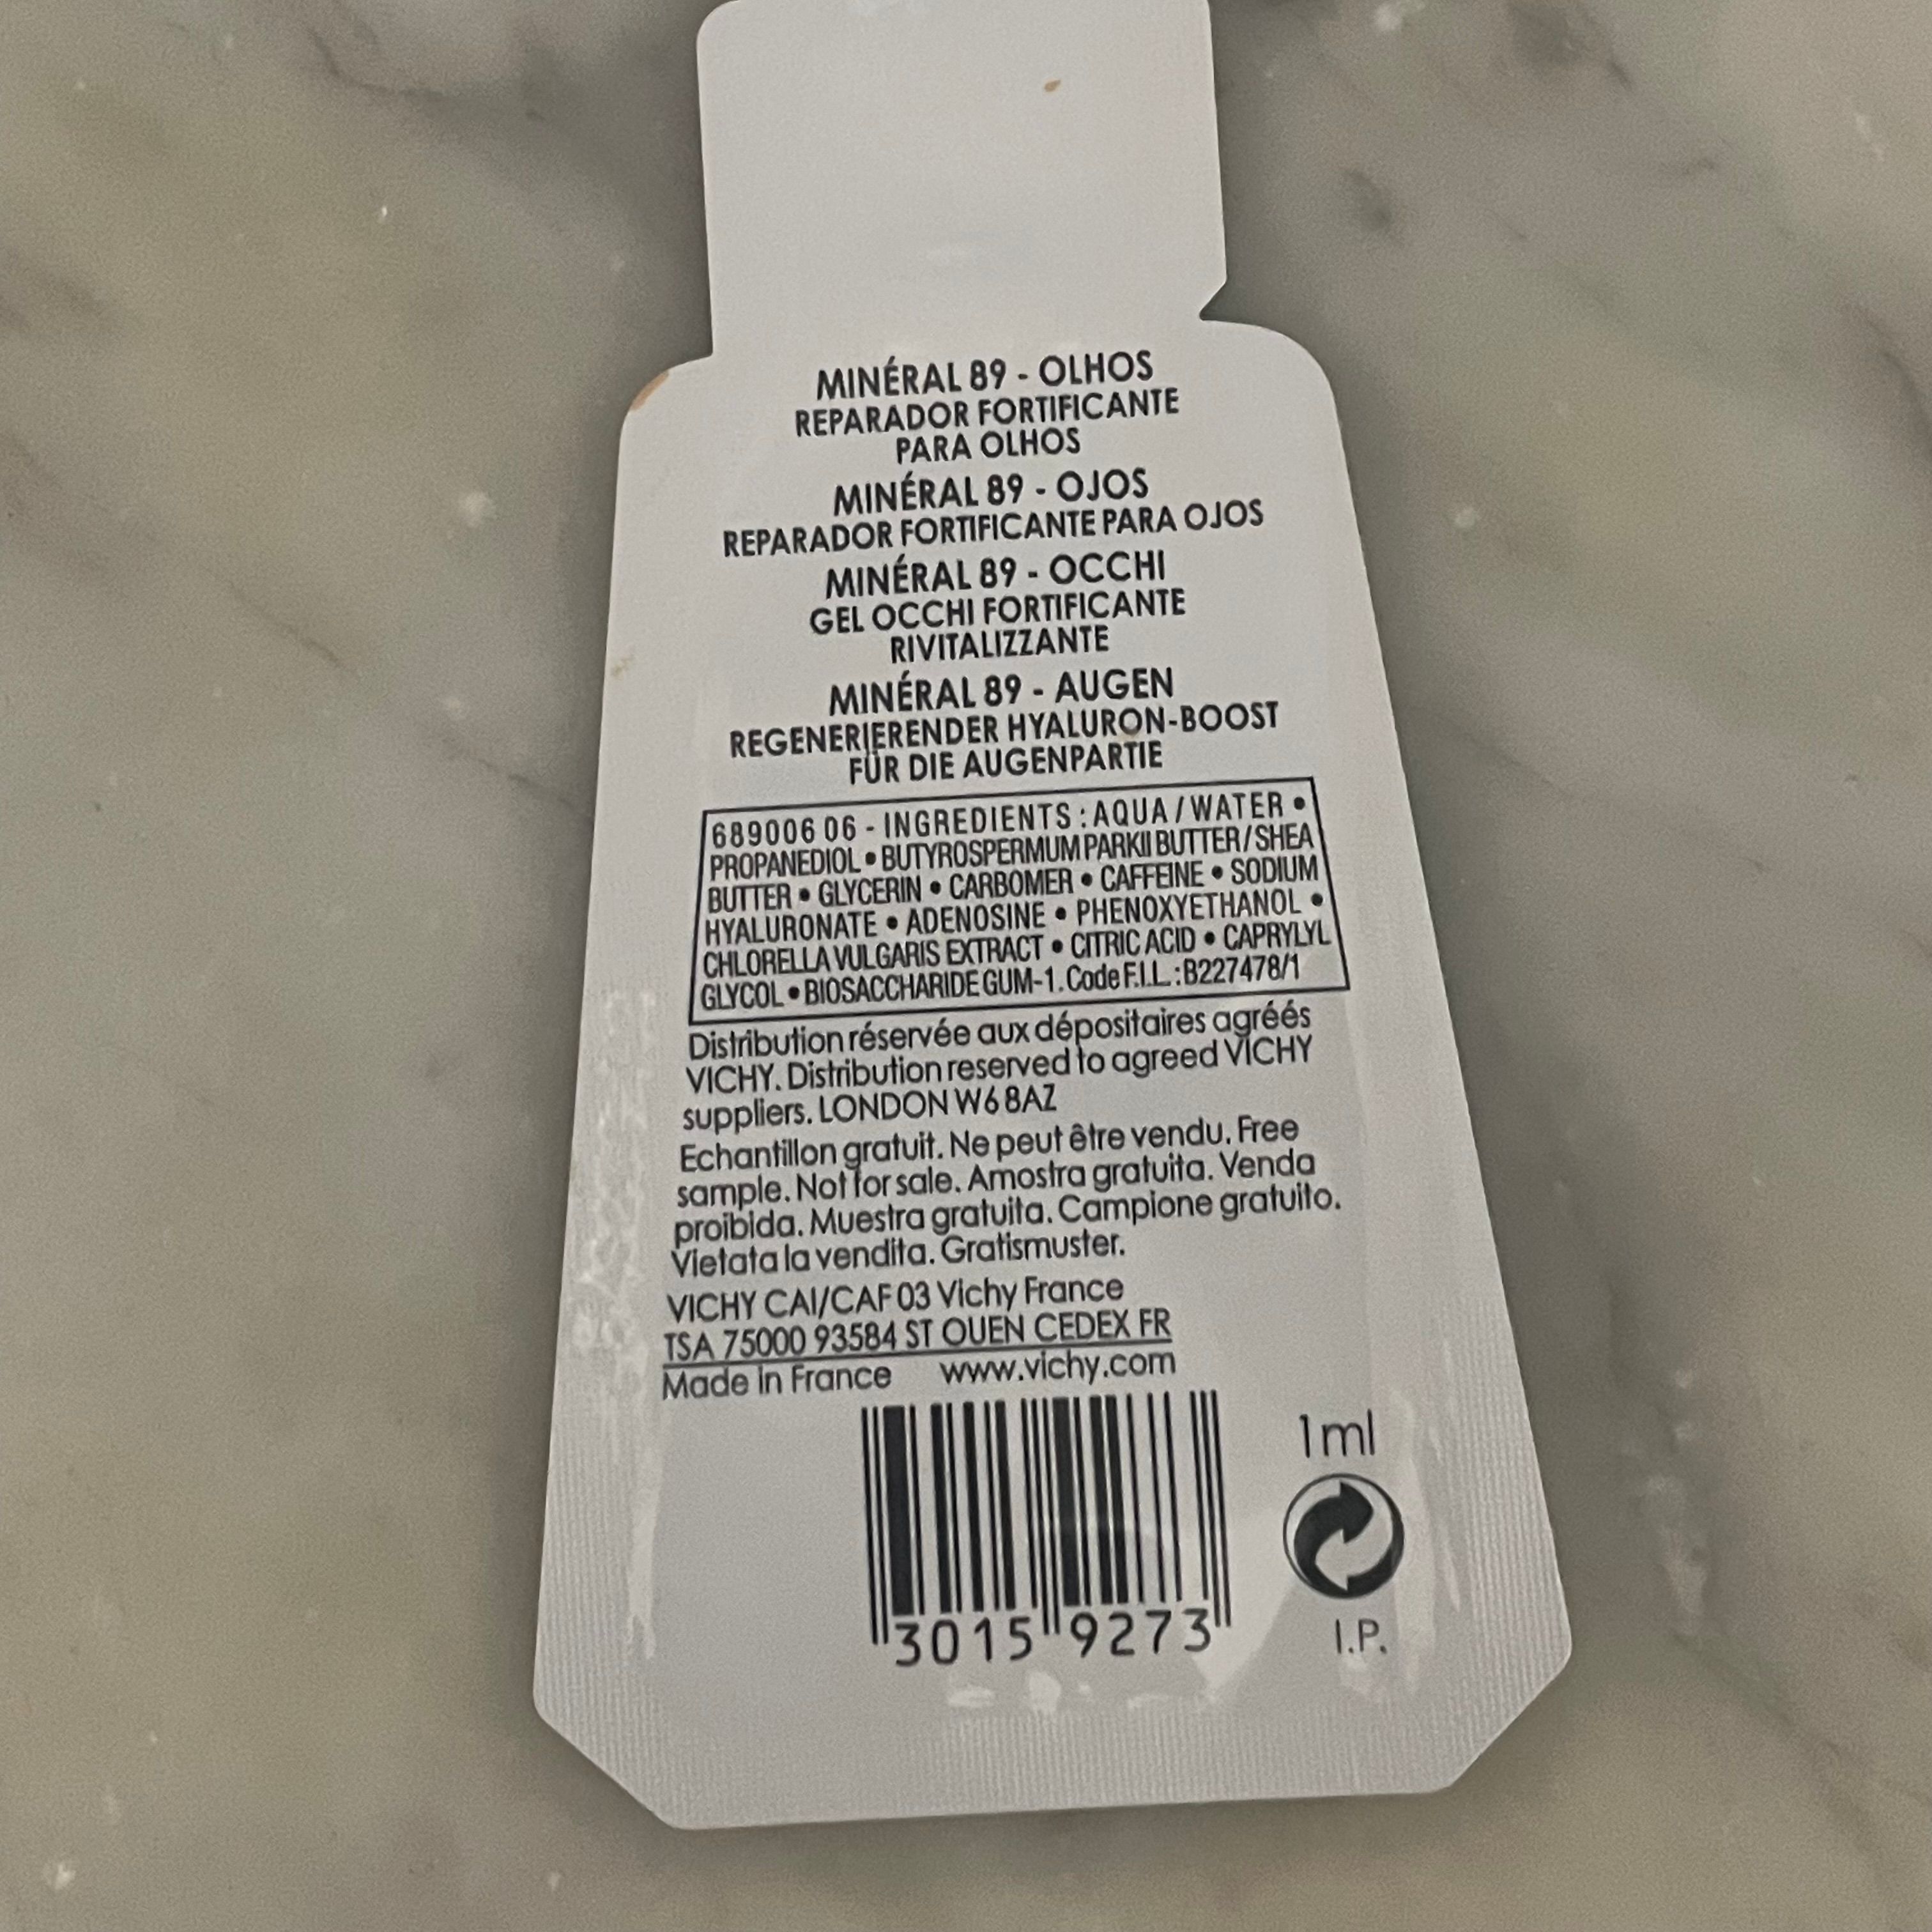 MINÉRAL 89 - OLHOS
REPARADOR FORTIFICANTE
PARA OLHOS
MINÉRAL 89 - OJOS
REPARADOR FORTIFICANTE PARA OJOS
MINÉRAL 89 - OCCHI
GEL OCCHI FORTIFICANTE
RIVITALIZZANTE
MINÉRAL 89 - AUGEN
REGENERIERENDER HYALURON-BOOST
FÜR DIE AUGENPARTIE
689006 06 - INGREDIENTS : AQUA / WATER •
PROPANEDIOL • BUTYROSPERMUM PARKII BUTTER / SHEA
BUTTER • GLYCERIN • CARBOMER • CAFFEINE • SODIUM
HYALURONATE • ADENOSINE • PHENOXYETHANOL •
CHLORELLA VULGARIS EXTRACT • CITRIC ACID • CAPRYLYL
GLYCOL • BIOSACCHARIDE GUM-1. Code F.I.L. : B227478/1
Distribution réservée aux dépositaires agréés
VICHY. Distribution reserved to agreed VICHY
suppliers. LONDON W6 8AZ
Echantillon gratuit. Ne peut être vendu. Free
sample. Not for sale. Amostra gratuita. Venda
proibida. Muestra gratuita. Campione gratuito.
Vietata la vendita. Gratismuster.
VICHY CAI/CAF 03 Vichy France
TSA 75000 93584 ST OUEN CEDEX FR
Made in France www.vichy.com
1 ml
3015 9273
I.P.